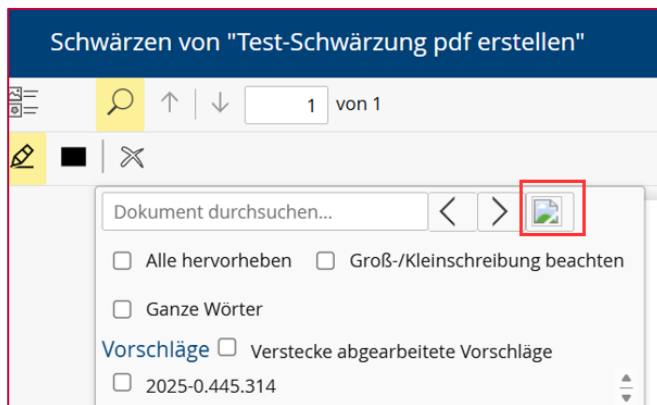 Schwärzen von "Test-Schwärzung pdf erstellen"
1 von 1
Dokument durchsuchen...
Alle hervorheben Groß-/Kleinschreibung beachten
Ganze Wörter
Vorschläge Verstecke abgearbeitete Vorschläge
2025-0.445.314